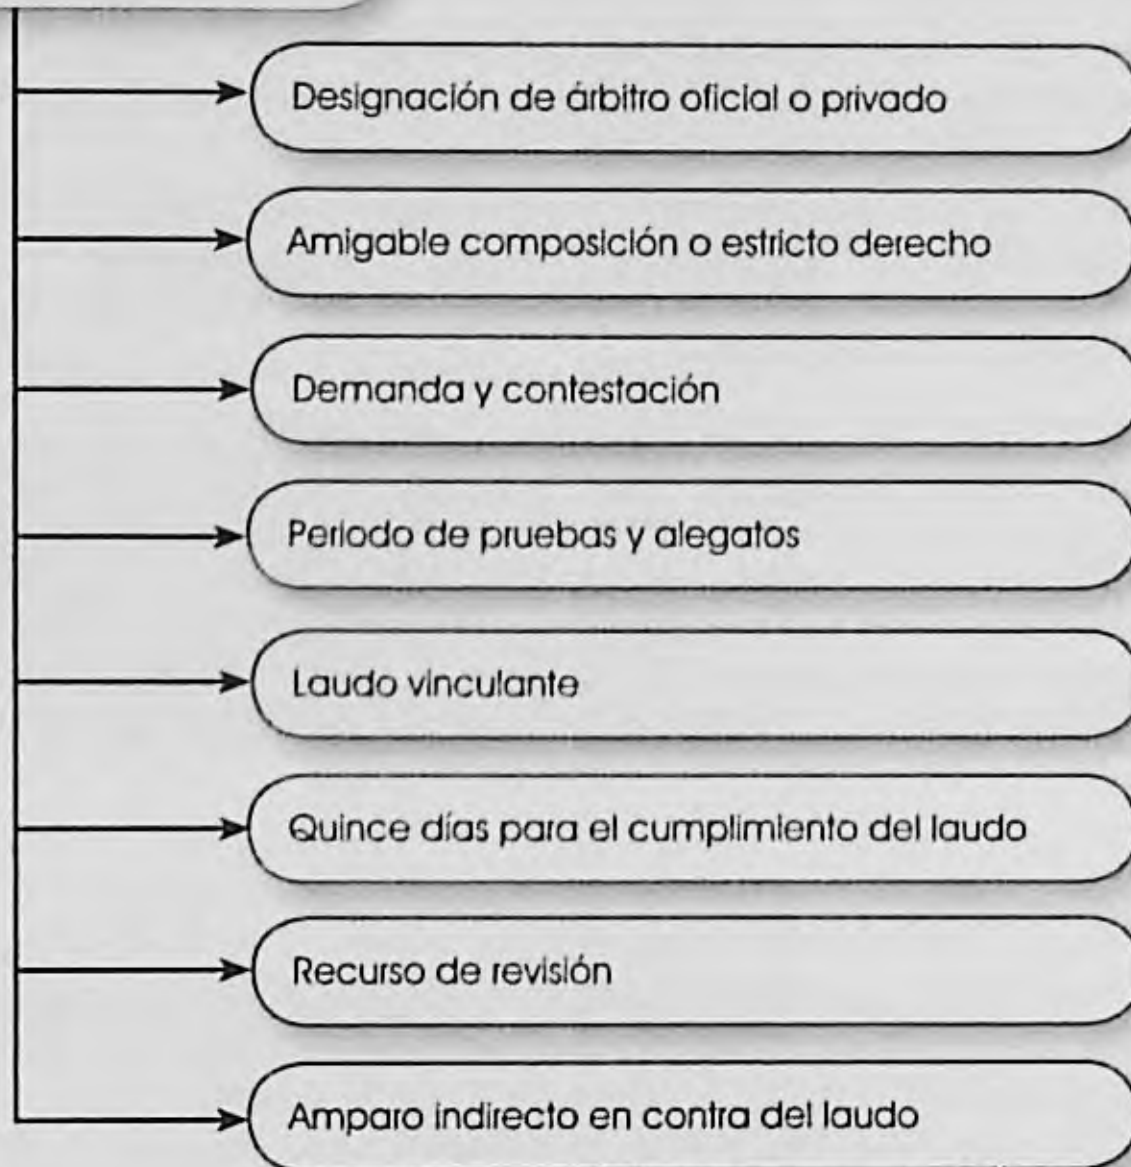 Designación de árbitro oficial o privado
Amigable composición o estricto derecho
Demanda y contestación
Periodo de pruebas y alegatos
Laudo vinculante
Quince días para el cumplimiento del laudo
Recurso de revisión
Amparo indirecto en contra del laudo